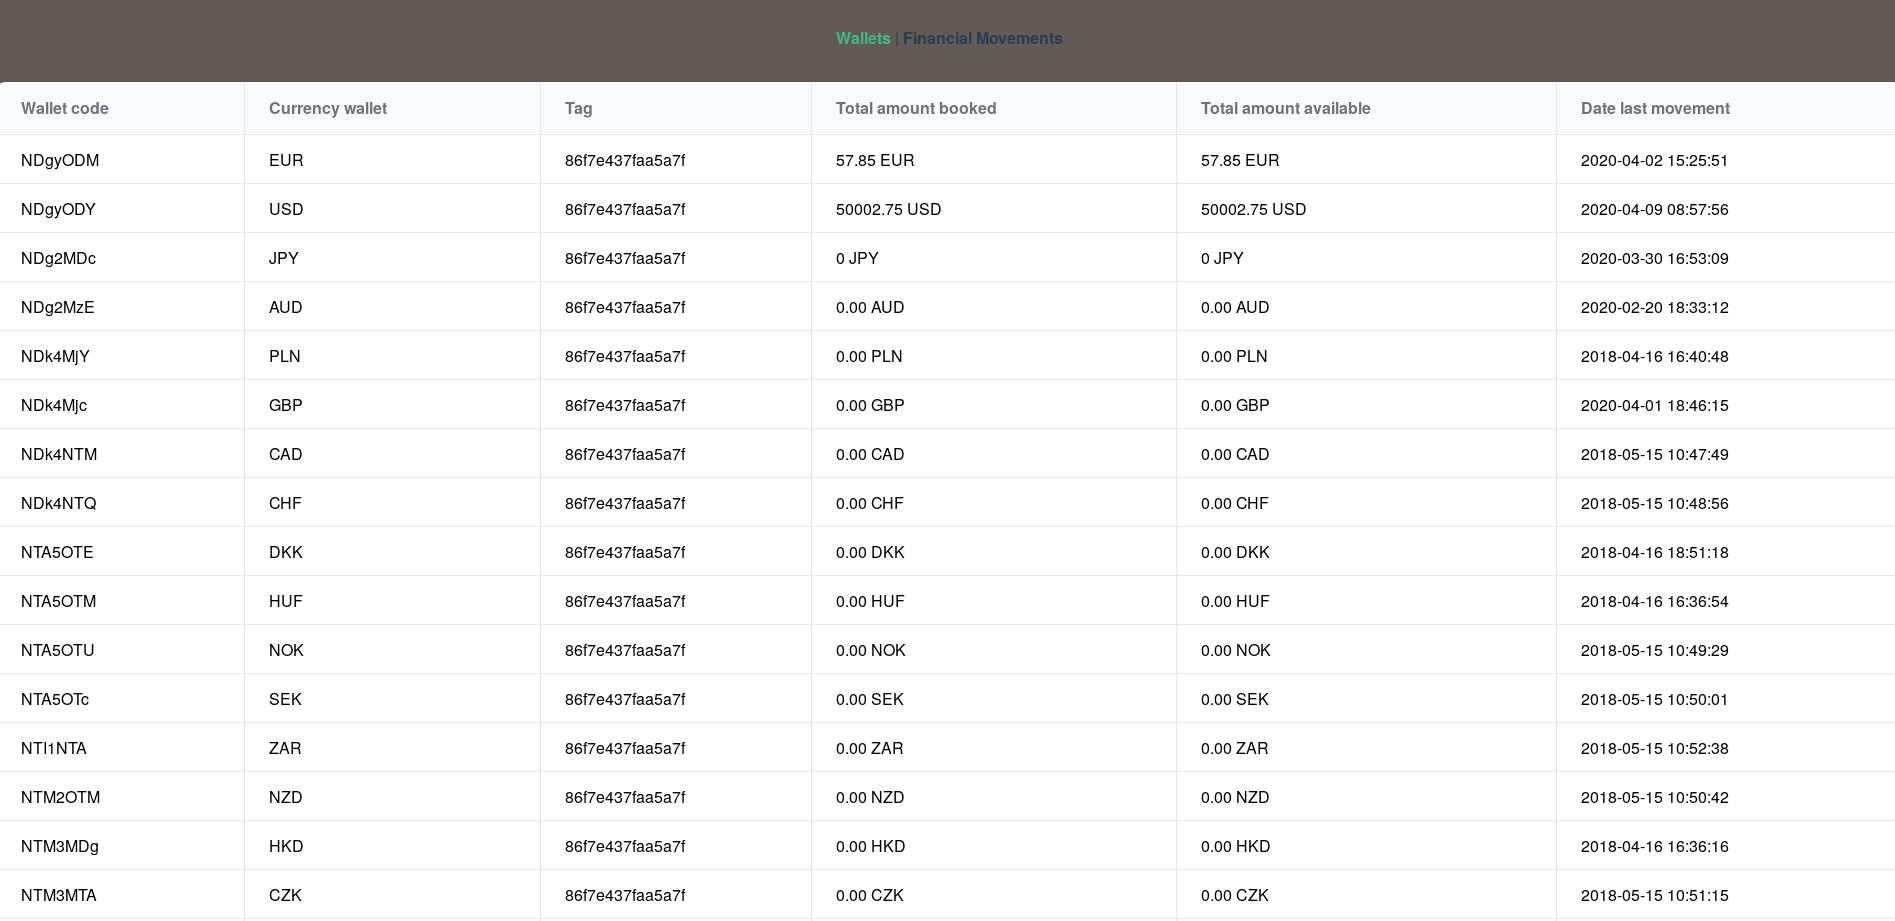 Wallets | Financial Movements
Wallet code Currency wallet Tag Total amount booked Total amount available Date last movement
NDgyODM EUR 86f7e437faa5a7f 57.85 EUR 57.85 EUR 2020-04-02 15:25:51
NDgyODY USD 86f7e437faa5a7f 50002.75 USD 50002.75 USD 2020-04-09 08:57:56
NDg2MDc JPY 86f7e437faa5a7f 0 JPY 0 JPY 2020-03-30 16:53:09
NDg2MzE AUD 86f7e437faa5a7f 0.00 AUD 0.00 AUD 2020-02-20 18:33:12
NDk4MjY PLN 86f7e437faa5a7f 0.00 PLN 0.00 PLN 2018-04-16 16:40:48
NDk4Mjc GBP 86f7e437faa5a7f 0.00 GBP 0.00 GBP 2020-04-01 18:46:15
NDk4NTM CAD 86f7e437faa5a7f 0.00 CAD 0.00 CAD 2018-05-15 10:47:49
NDk4NTQ CHF 86f7e437faa5a7f 0.00 CHF 0.00 CHF 2018-05-15 10:48:56
NTA5OTE DKK 86f7e437faa5a7f 0.00 DKK 0.00 DKK 2018-04-16 18:51:18
NTA5OTM HUF 86f7e437faa5a7f 0.00 HUF 0.00 HUF 2018-04-16 16:36:54
NTA5OTU NOK 86f7e437faa5a7f 0.00 NOK 0.00 NOK 2018-05-15 10:49:29
NTA5OTc SEK 86f7e437faa5a7f 0.00 SEK 0.00 SEK 2018-05-15 10:50:01
NTI1NTA ZAR 86f7e437faa5a7f 0.00 ZAR 0.00 ZAR 2018-05-15 10:52:38
NTM2OTM NZD 86f7e437faa5a7f 0.00 NZD 0.00 NZD 2018-05-15 10:50:42
NTM3MDg HKD 86f7e437faa5a7f 0.00 HKD 0.00 HKD 2018-04-16 16:36:16
NTM3MTA CZK 86f7e437faa5a7f 0.00 CZK 0.00 CZK 2018-05-15 10:51:15